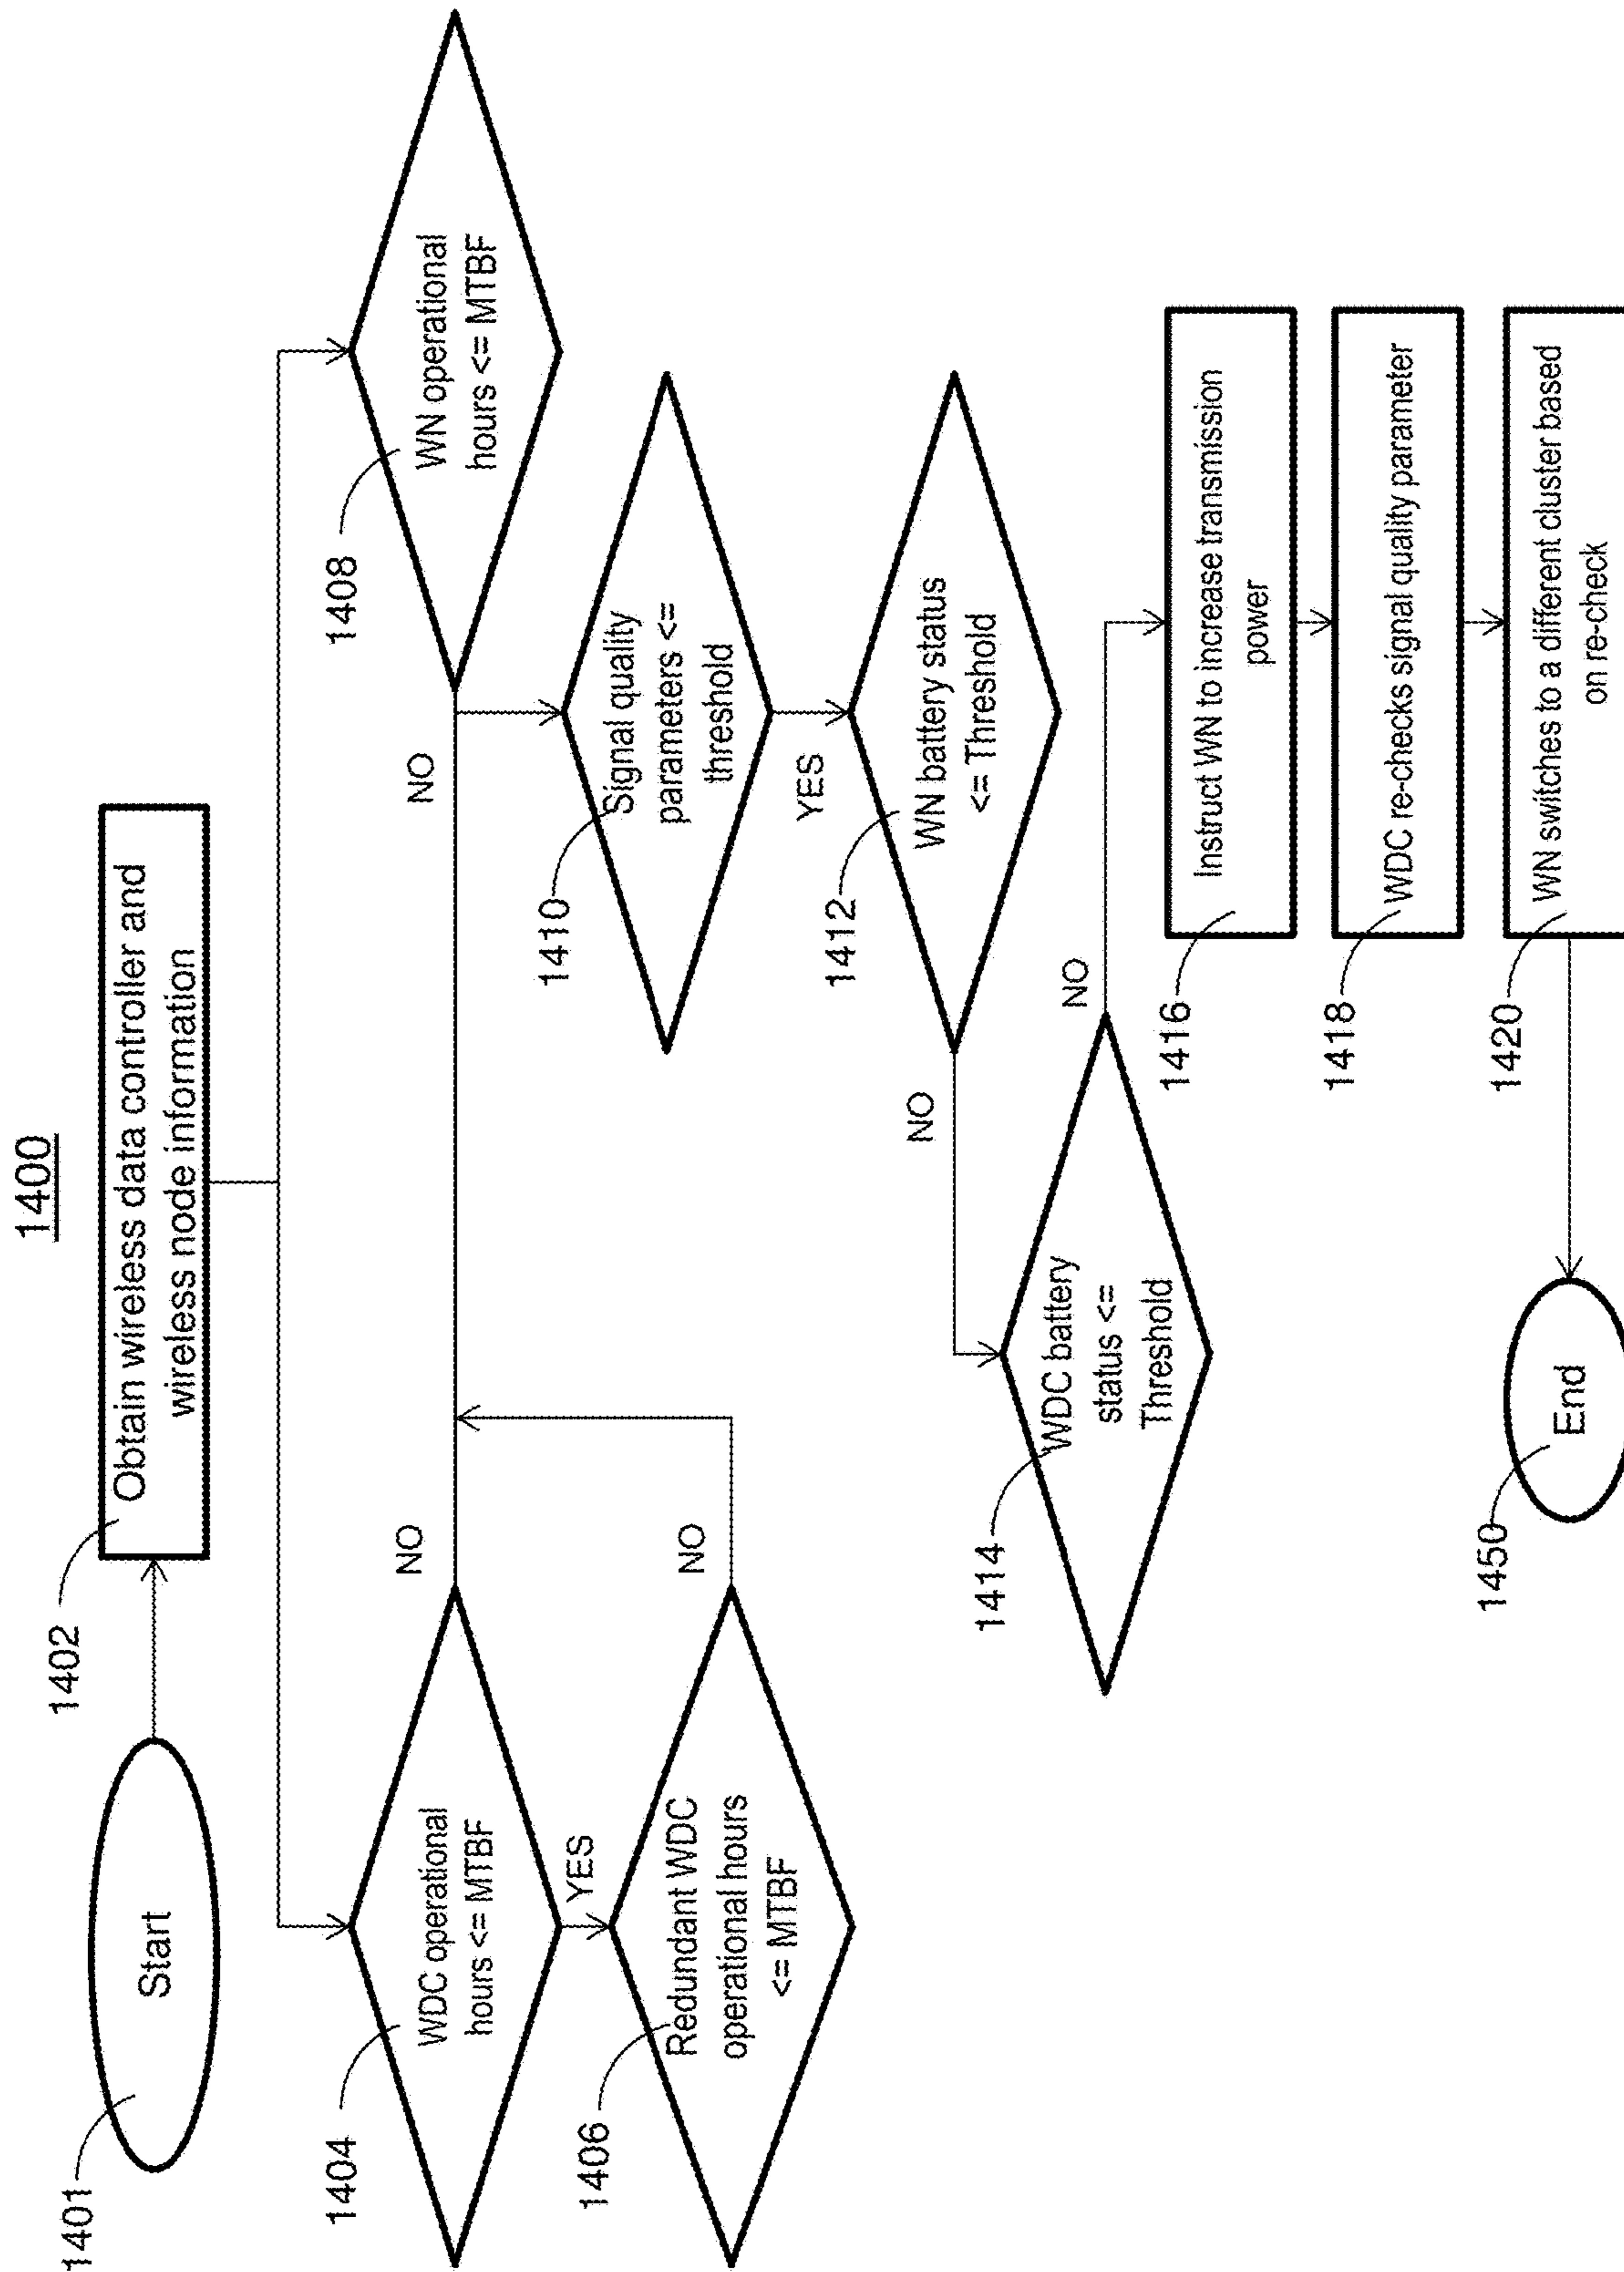 1400
1401
Start
1402
Obtain wireless data controller and
wireless node information
1404
WDC operational
hours <= MTBF
NO
YES
1406
Redundant WDC
operational hours
<= MTBF
NO
1408
WN operational
hours <= MTBF
NO
1410
Signal quality
parameters <=
threshold
YES
1412
WN battery status
<= Threshold
NO
1414
WDC battery
status <=
Threshold
NO
1416
Instruct WN to increase transmission
power
1418
WDC re-checks signal quality parameter
1420
WN switches to a different cluster based
on re-check
1450
End